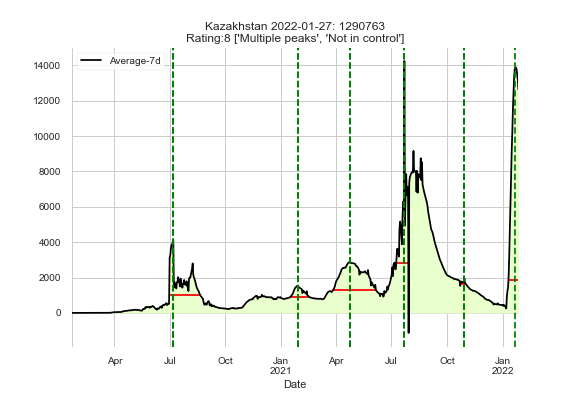 Kazakhstan 2022-01-27: 1290763
Rating:8 ['Multiple peaks', 'Not in control']
Average-7d
14000
12000
10000
8000
6000
4000
2000
0
Apr Jul Oct Jan Apr Jul Oct Jan
2021 2022
Date